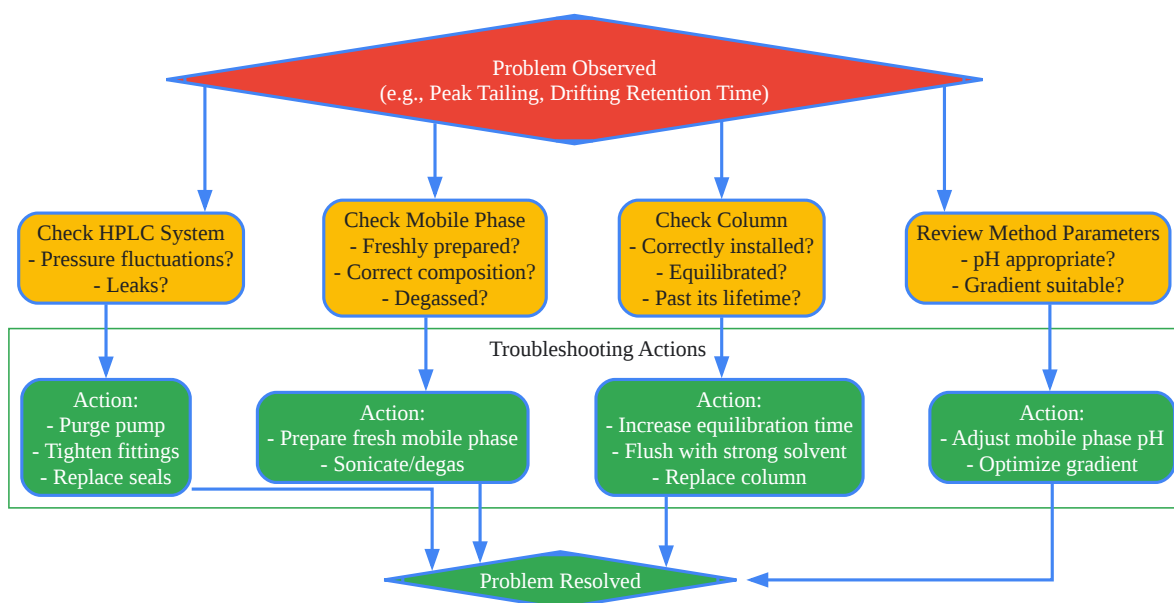 Problem Observed
(e.g., Peak Tailing, Drifting Retention Time)
Check HPLC System
- Pressure fluctuations?
- Leaks?
Check Mobile Phase
- Freshly prepared?
- Correct composition?
- Degassed?
Check Column
- Correctly installed?
- Equilibrated?
- Past its lifetime?
Review Method Parameters
- pH appropriate?
- Gradient suitable?
Troubleshooting Actions
Action:
- Purge pump
- Tighten fittings
- Replace seals
Action:
- Prepare fresh mobile phase
- Sonicate/degas
Action:
- Increase equilibration time
- Flush with strong solvent
- Replace column
Action:
- Adjust mobile phase pH
- Optimize gradient
Problem Resolved